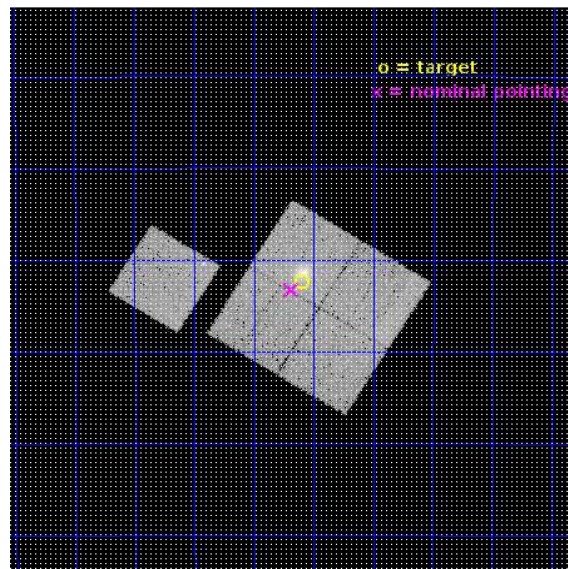 o = target
x = nominal pointing